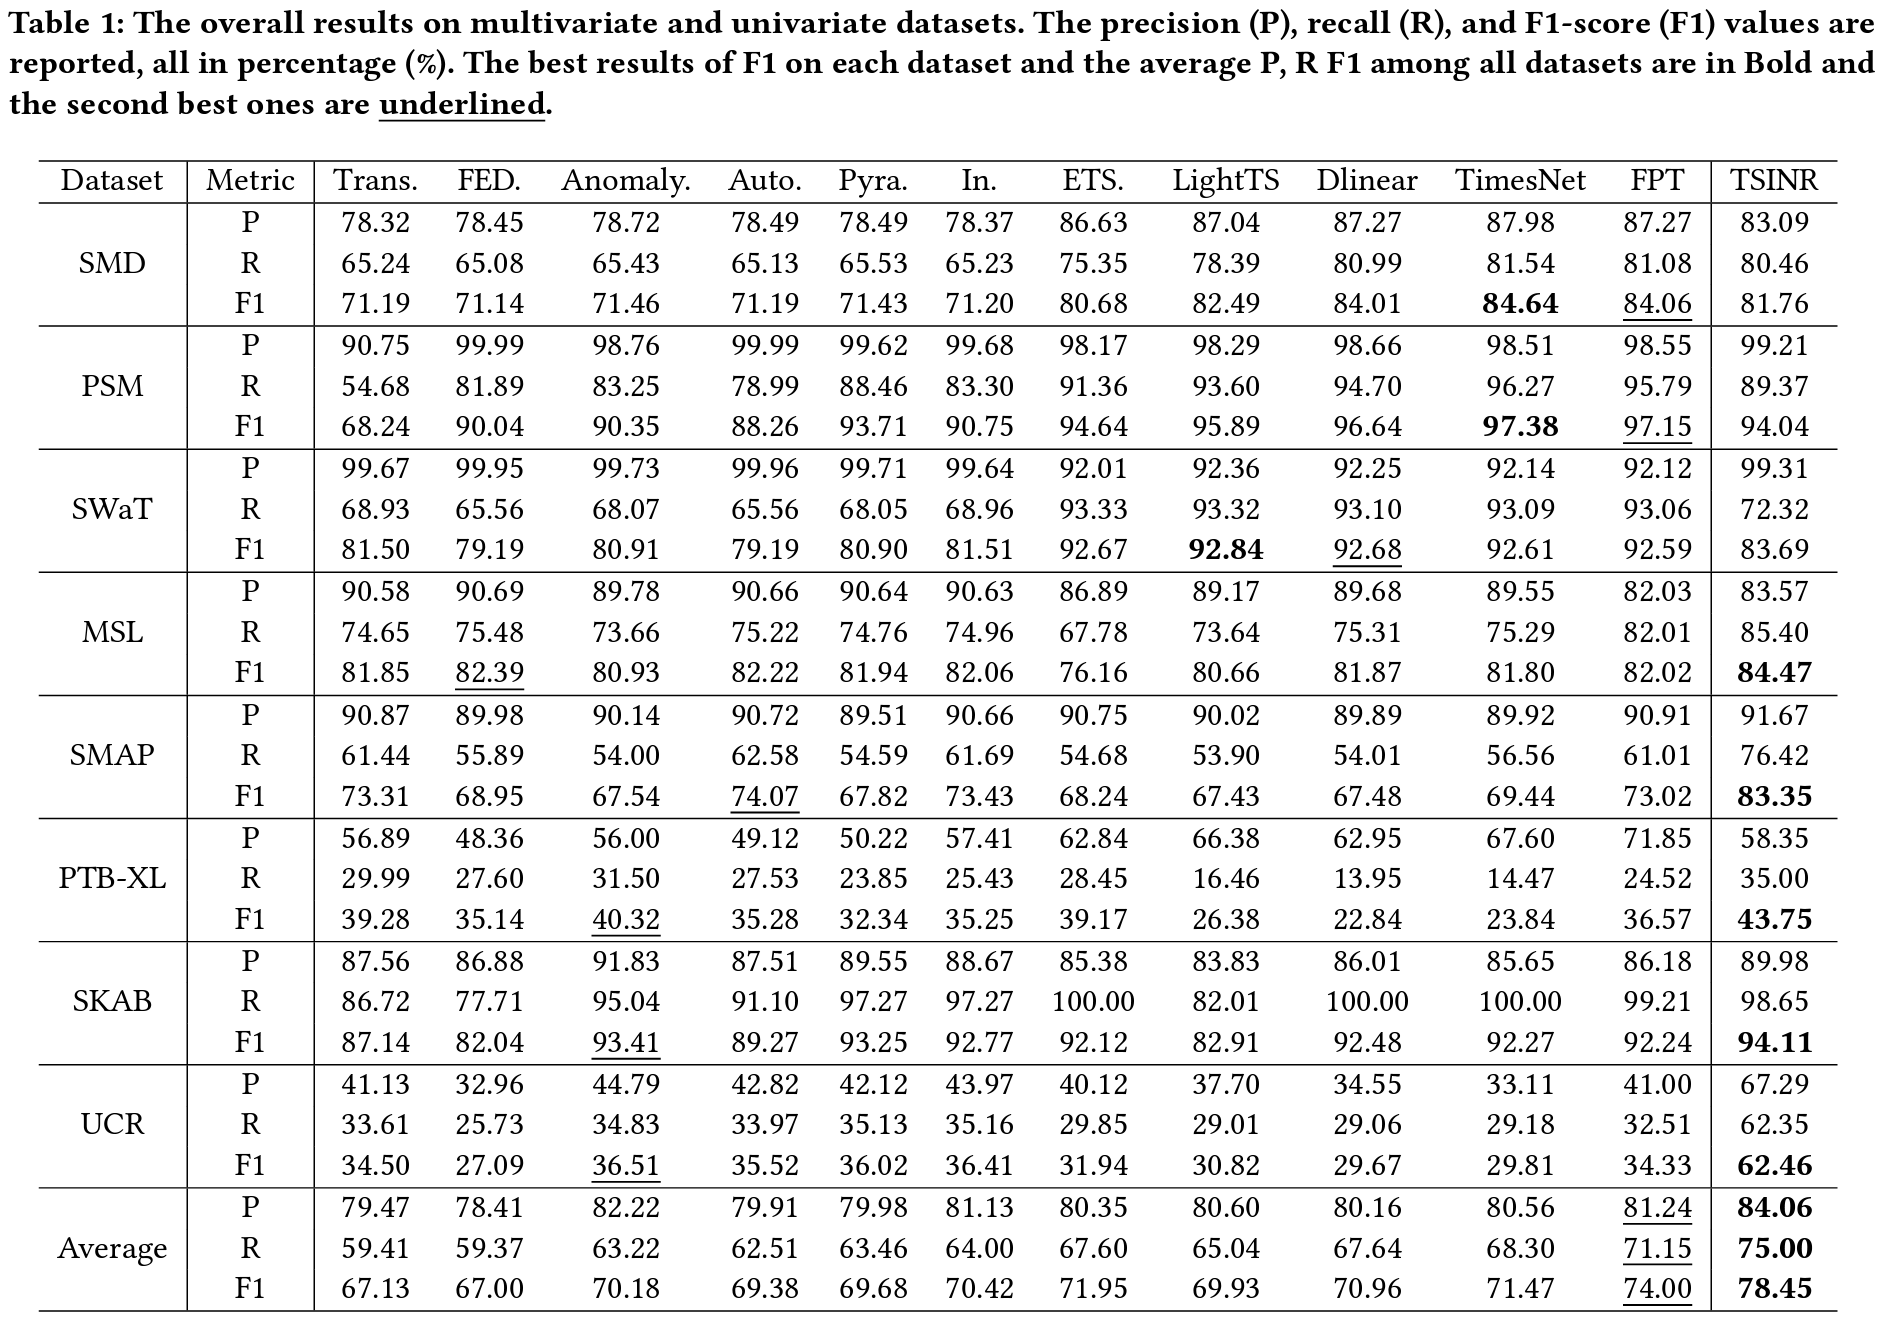 Table 1: The overall results on multivariate and univariate datasets. The precision (P), recall (R), and F1-score (F1) values are
reported, all in percentage (%). The best results of F1 on each dataset and the average P, R F1 among all datasets are in Bold and
the second best ones are underlined.
Dataset Metric Trans. FED. Anomaly. Auto. Pyra. In. ETS. LightTS Dlinear TimesNet FPT TSINR
P 78.32 78.45 78.72 78.49 78.49 78.37 86.63 87.04 87.27 87.98 87.27 83.09
SMD R 65.24 65.08 65.43 65.13 65.53 65.23 75.35 78.39 80.99 81.54 81.08 80.46
F1 71.19 71.14 71.46 71.19 71.43 71.20 80.68 82.49 84.01 84.64 84.06 81.76
P 90.75 99.99 98.76 99.99 99.62 99.68 98.17 98.29 98.66 98.51 98.55 99.21
PSM R 54.68 81.89 83.25 78.99 88.46 83.30 91.36 93.60 94.70 96.27 95.79 89.37
F1 68.24 90.04 90.35 88.26 93.71 90.75 94.64 95.89 96.64 97.38 97.15 94.04
P 99.67 99.95 99.73 99.96 99.71 99.64 92.01 92.36 92.25 92.14 92.12 99.31
SWaT R 68.93 65.56 68.07 65.56 68.05 68.96 93.33 93.32 93.10 93.09 93.06 72.32
F1 81.50 79.19 80.91 79.19 80.90 81.51 92.67 92.84 92.68 92.61 92.59 83.69
P 90.58 90.69 89.78 90.66 90.64 90.63 86.89 89.17 89.68 89.55 82.03 83.57
MSL R 74.65 75.48 73.66 75.22 74.76 74.96 67.78 73.64 75.31 75.29 82.01 85.40
F1 81.85 82.39 80.93 82.22 81.94 82.06 76.16 80.66 81.87 81.80 82.02 84.47
P 90.87 89.98 90.14 90.72 89.51 90.66 90.75 90.02 89.89 89.92 90.91 91.67
SMAP R 61.44 55.89 54.00 62.58 54.59 61.69 54.68 53.90 54.01 56.56 61.01 76.42
F1 73.31 68.95 67.54 74.07 67.82 73.43 68.24 67.43 67.48 69.44 73.02 83.35
P 56.89 48.36 56.00 49.12 50.22 57.41 62.84 66.38 62.95 67.60 71.85 58.35
PTB-XL R 29.99 27.60 31.50 27.53 23.85 25.43 28.45 16.46 13.95 14.47 24.52 35.00
F1 39.28 35.14 40.32 35.28 32.34 35.25 39.17 26.38 22.84 23.84 36.57 43.75
P 87.56 86.88 91.83 87.51 89.55 88.67 85.38 83.83 86.01 85.65 86.18 89.98
SKAB R 86.72 77.71 95.04 91.10 97.27 97.27 100.00 82.01 100.00 100.00 99.21 98.65
F1 87.14 82.04 93.41 89.27 93.25 92.77 92.12 82.91 92.48 92.27 92.24 94.11
P 41.13 32.96 44.79 42.82 42.12 43.97 40.12 37.70 34.55 33.11 41.00 67.29
UCR R 33.61 25.73 34.83 33.97 35.13 35.16 29.85 29.01 29.06 29.18 32.51 62.35
F1 34.50 27.09 36.51 35.52 36.02 36.41 31.94 30.82 29.67 29.81 34.33 62.46
P 79.47 78.41 82.22 79.91 79.98 81.13 80.35 80.60 80.16 80.56 81.24 84.06
Average R 59.41 59.37 63.22 62.51 63.46 64.00 67.60 65.04 67.64 68.30 71.15 75.00
F1 67.13 67.00 70.18 69.38 69.68 70.42 71.95 69.93 70.96 71.47 74.00 78.45